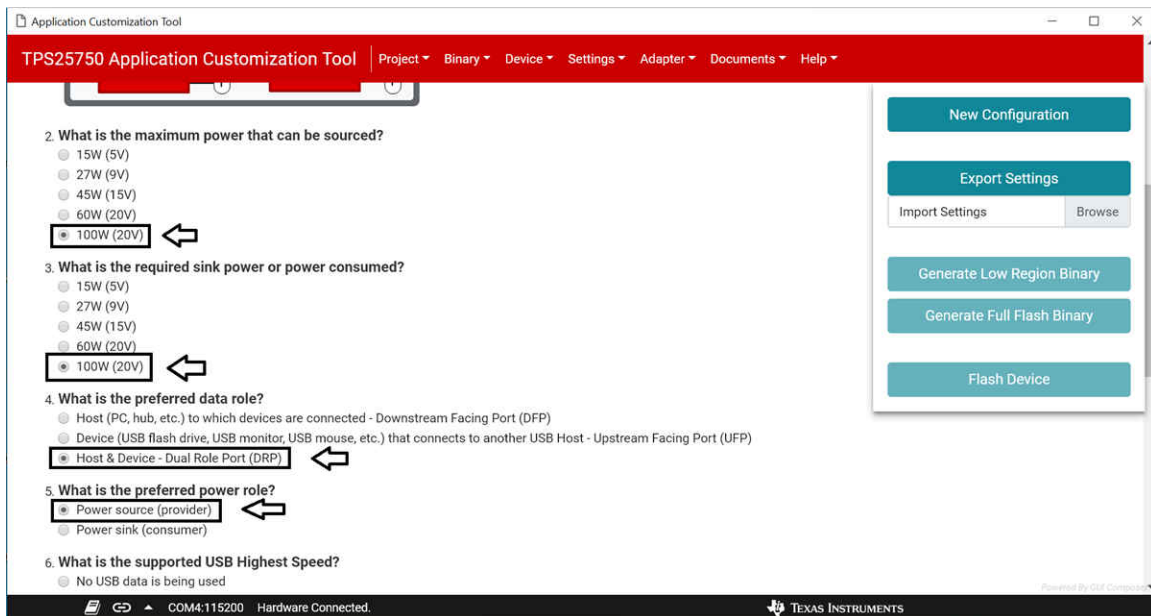 Application Customization Tool
TPS25750 Application Customization Tool Project Binary Device Settings Adapter Documents Help
2. What is the maximum power that can be sourced?
15W (5V)
27W (9V)
45W (15V)
60W (20V)
100W (20V)
3. What is the required sink power or power consumed?
15W (5V)
27W (9V)
45W (15V)
60W (20V)
100W (20V)
4. What is the preferred data role?
Host (PC, hub, etc.) to which devices are connected - Downstream Facing Port (DFP)
Device (USB flash drive, USB monitor, USB mouse, etc.) that connects to another USB Host - Upstream Facing Port (UFP)
Host & Device - Dual Role Port (DRP)
5. What is the preferred power role?
Power source (provider)
Power sink (consumer)
6. What is the supported USB Highest Speed?
No USB data is being used
New Configuration
Export Settings
Import Settings Browse
Generate Low Region Binary
Generate Full Flash Binary
Flash Device
Powered By GUI Composer
COM4:115200 Hardware Connected.
TEXAS INSTRUMENTS